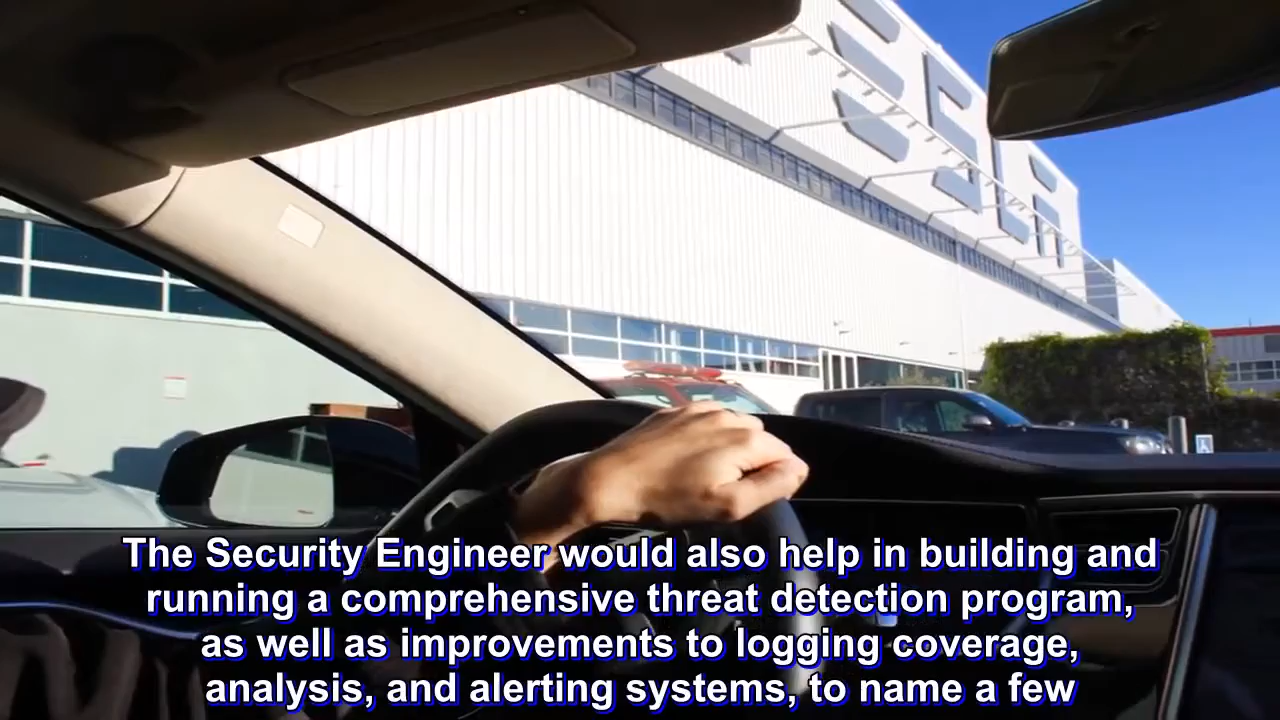 TESLA
The Security Engineer would also help in building and
running a comprehensive threat detection program,
as well as improvements to logging coverage,
analysis, and alerting systems, to name a few